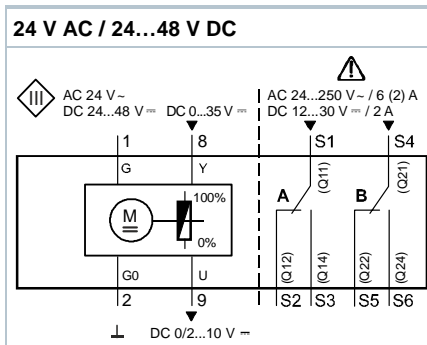 24 V AC / 24...48 V DC
III
AC 24 V ~
DC 24...48 V ⎓
DC 0...35 V ⎓
AC 24...250 V ~ / 6 (2) A
DC 12...30 V ⎓ / 2 A
1
8
S1
S4
G
Y
(Q11)
(Q21)
M
100%
0%
A
B
G0
U
(Q12)
(Q14)
(Q22)
(Q24)
2
9
S2
S3
S5
S6
DC 0/2...10 V ⎓